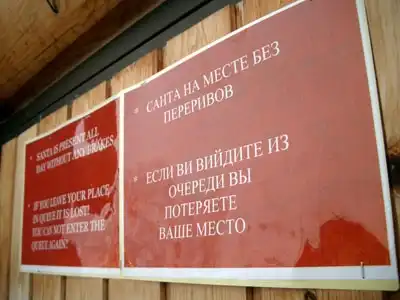 SANTA IS PRESENT ALL
DAY WITHOUT ANY BRAKES
IF YOU LEAVE YOUR PLACE
IN QUEUE IT IS LOST!
YOU CAN NOT ENTER THE
QUEUE AGAIN!
САНТА НА МЕСТЕ БЕЗ
ПЕРЕРИВОВ
ЕСЛИ ВИ ВИЙДИТЕ ИЗ
ОЧЕРЕДИ ВЫ
ПОТЕРЯЕТЕ
ВАШЕ МЕСТО